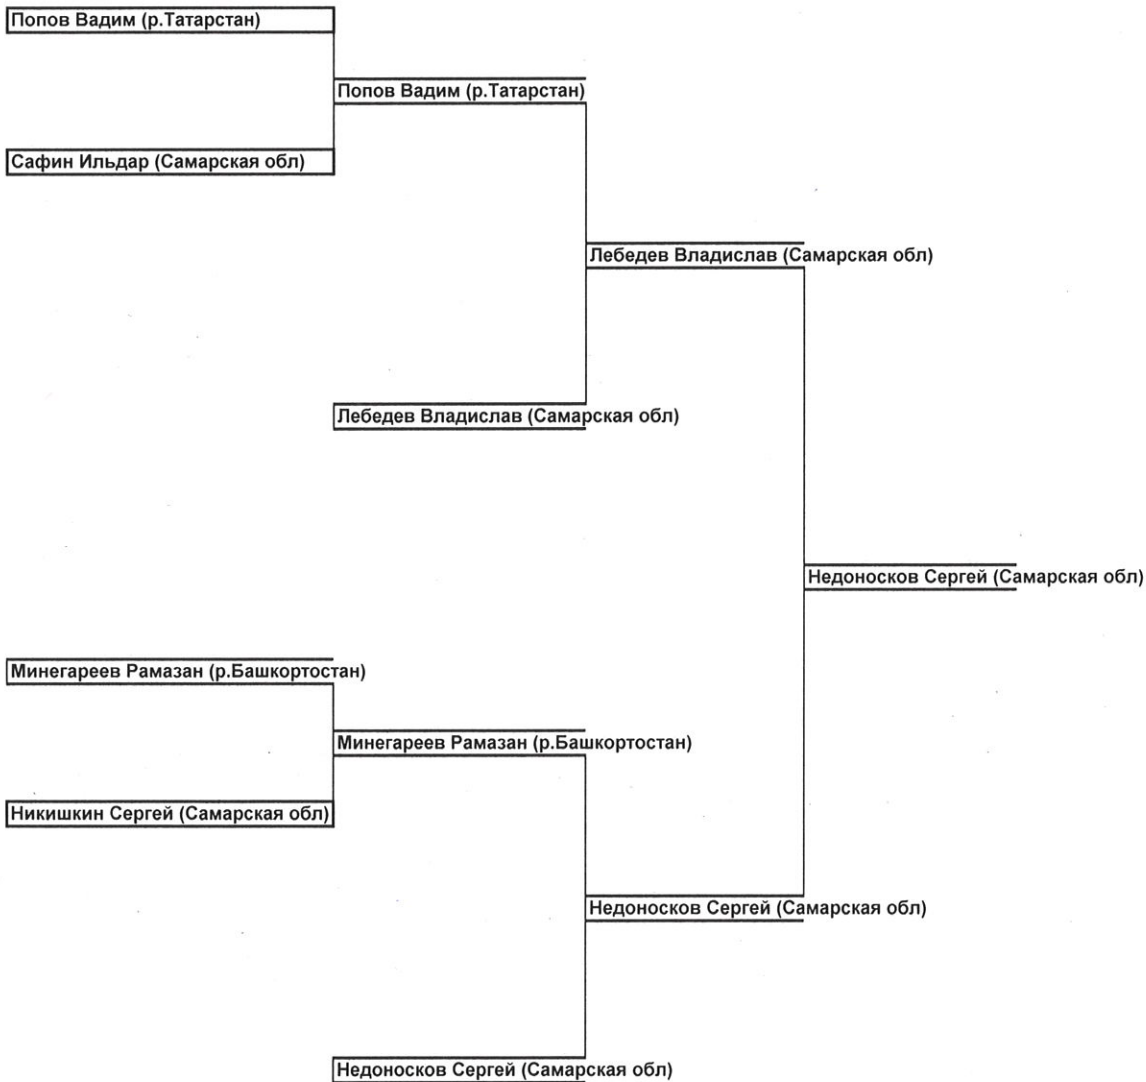 Попов Вадим (р.Татарстан)
Попов Вадим (р.Татарстан)
Сафин Ильдар (Самарская обл)
Лебедев Владислав (Самарская обл)
Лебедев Владислав (Самарская обл)
Недоносков Сергей (Самарская обл)
Минегареев Рамазан (р.Башкортостан)
Минегареев Рамазан (р.Башкортостан)
Никишкин Сергей (Самарская обл)
Недоносков Сергей (Самарская обл)
Недоносков Сергей (Самарская обл)